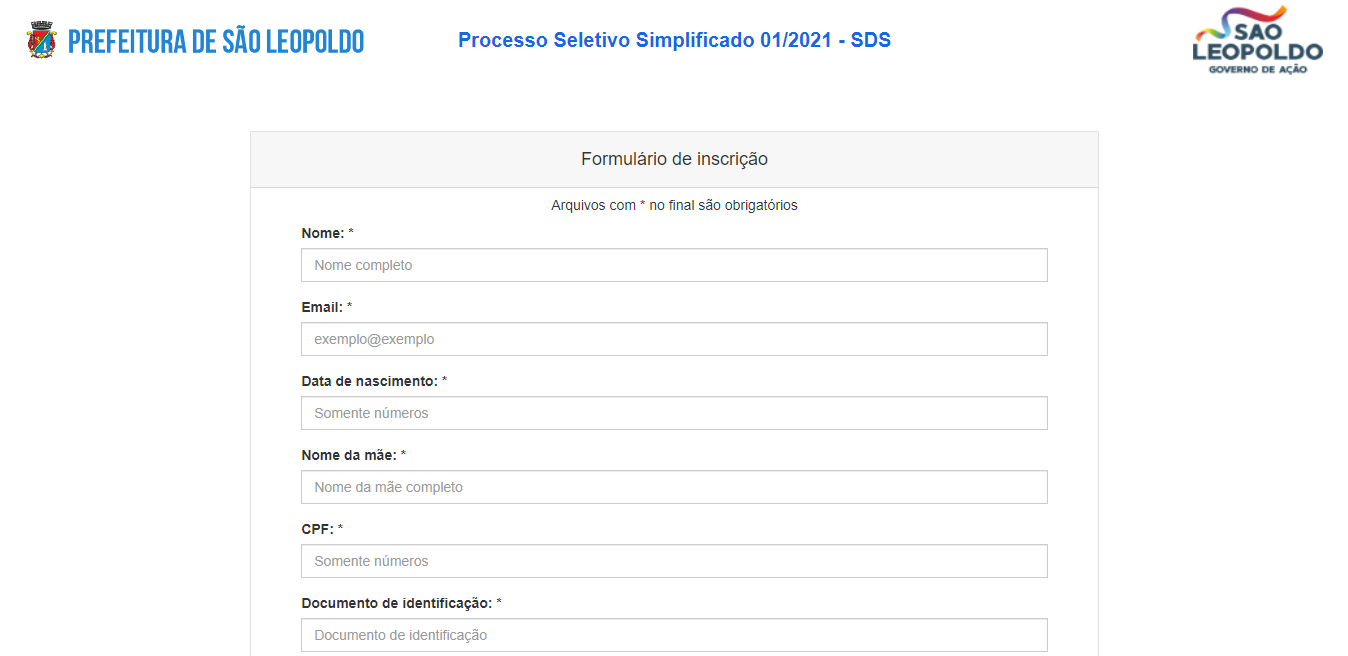 PREFEITURA DE SÃO LEOPOLDO
Processo Seletivo Simplificado 01/2021 - SDS
SÃO
LEOPOLDO
GOVERNO DE AÇÃO
Formulário de inscrição
Arquivos com * no final são obrigatórios
Nome: *
Nome completo
Email: *
exemplo@exemplo
Data de nascimento: *
Somente números
Nome da mãe: *
Nome da mãe completo
CPF: *
Somente números
Documento de identificação: *
Documento de identificação